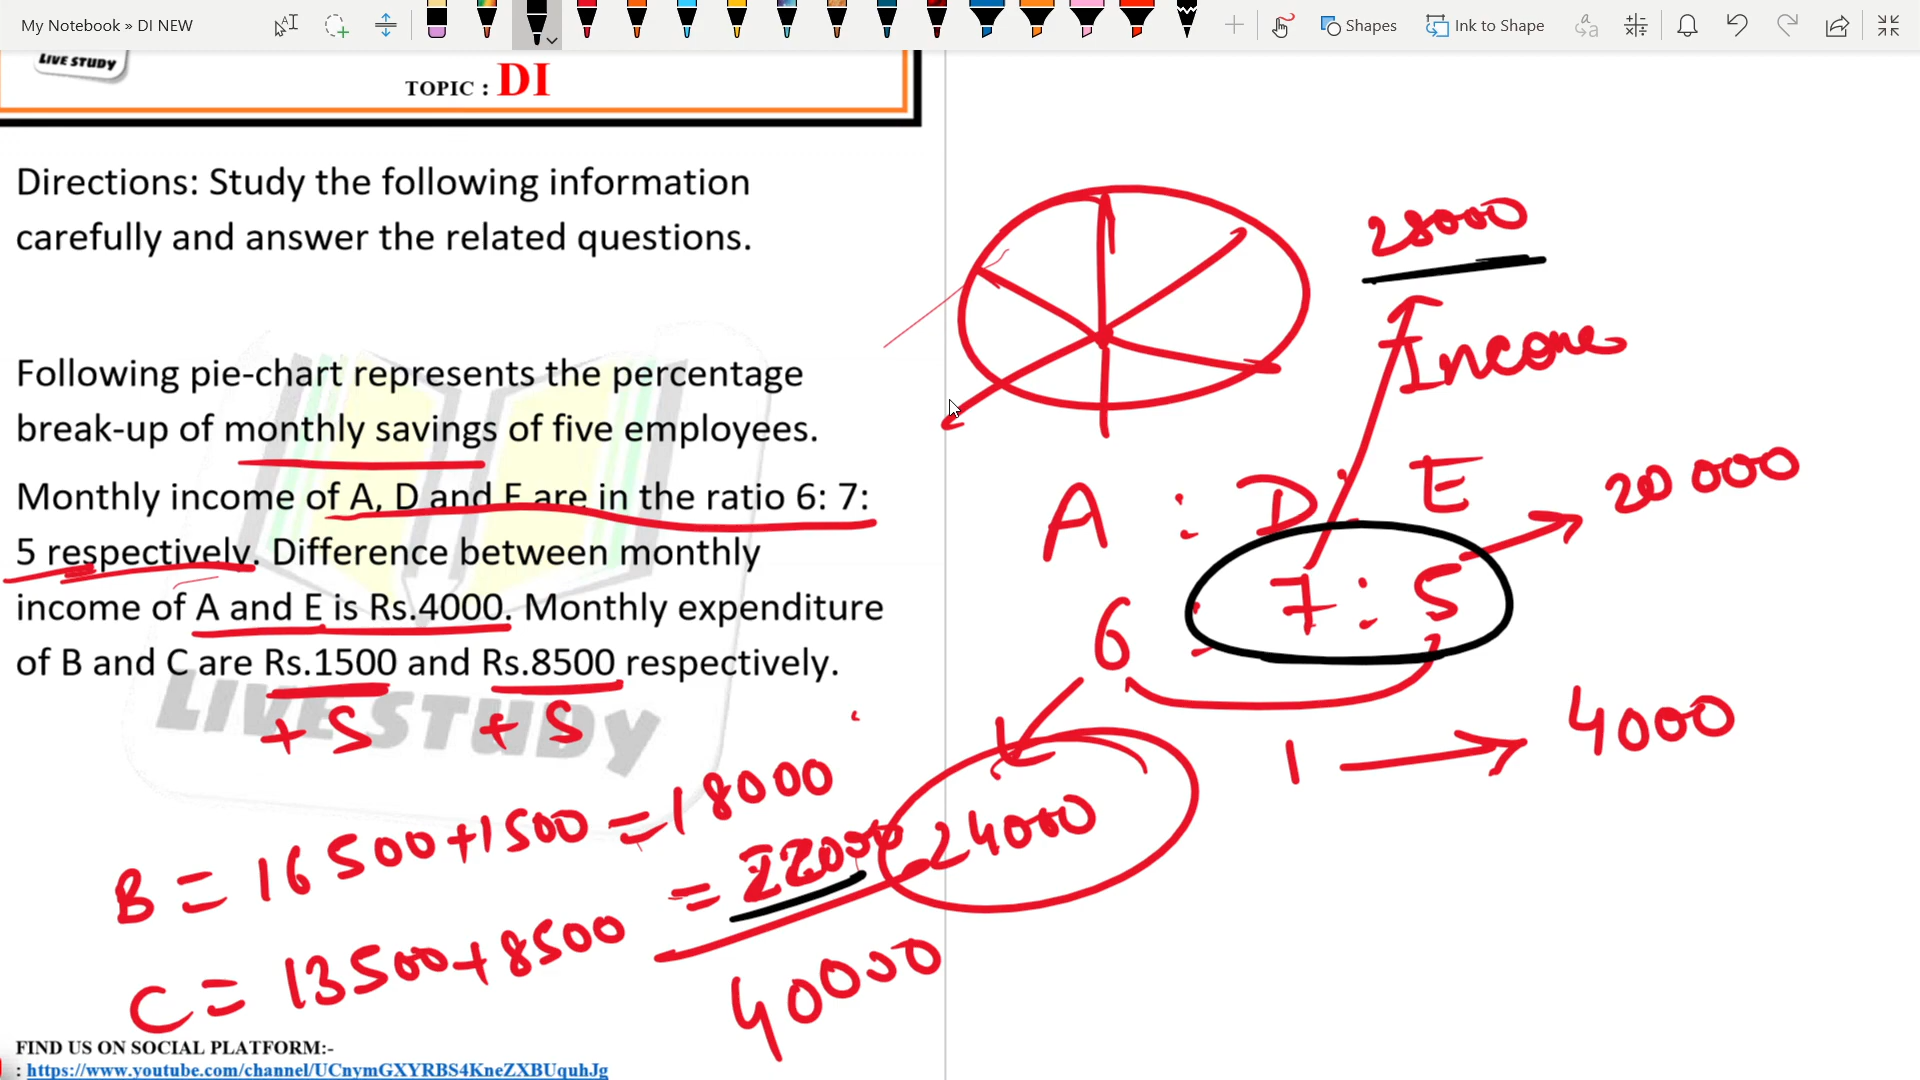 My Notebook » DI NEW
Shapes
Ink to Shape
LIVE STUDY
TOPIC : DI
Directions: Study the following information
carefully and answer the related questions.
Following pie-chart represents the percentage
break-up of monthly savings of five employees.
Monthly income of A, D and E are in the ratio 6: 7:
5 respectively. Difference between monthly
income of A and E is Rs.4000. Monthly expenditure
of B and C are Rs.1500 and Rs.8500 respectively.
LIVESTUDY
+ S + S
B = 16500+1500 = 18000
C = 13500+8500 = 22000
40000
28000
Income
A : D : E
20000
6 : 7 : 5
1 → 4000
24000
FIND US ON SOCIAL PLATFORM:-
: https://www.youtube.com/channel/UCnymGXYRBS4KneZXBUquhJg